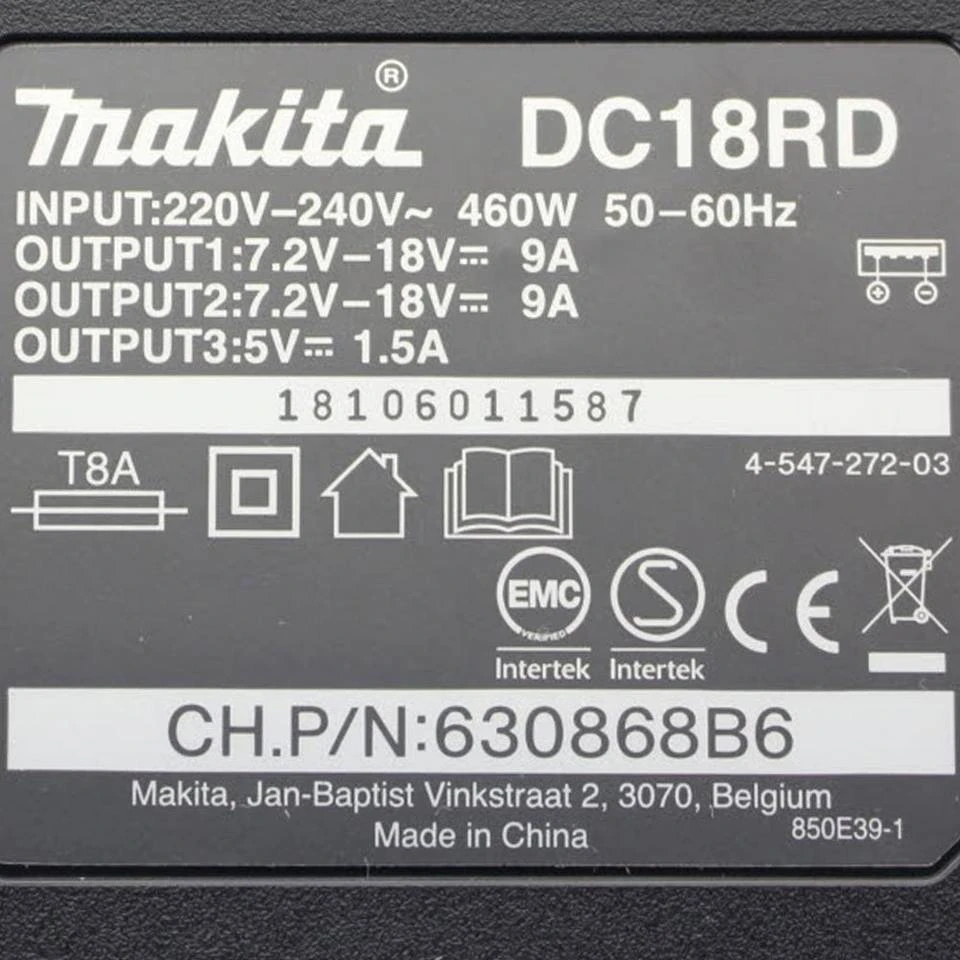 makita® DC18RD
INPUT:220V–240V~ 460W 50–60Hz
OUTPUT1:7.2V–18V⎓ 9A
OUTPUT2:7.2V–18V⎓ 9A
OUTPUT3:5V⎓ 1.5A
18106011587
T8A
4-547-272-03
EMC
VERIFIED
S
CE
Intertek Intertek
CH.P/N:630868B6
Makita, Jan-Baptist Vinkstraat 2, 3070, Belgium
Made in China 850E39-1